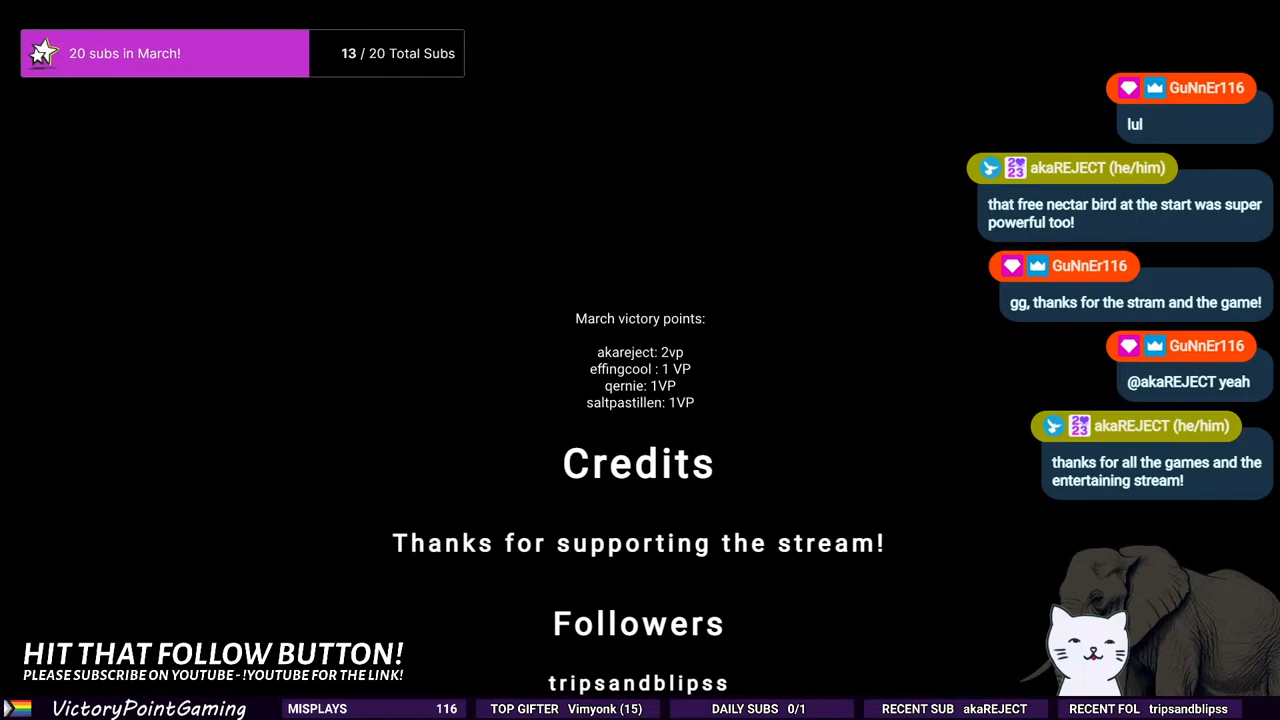 20 subs in March!
13 / 20 Total Subs
GuNnEr116
lul
akaREJECT (he/him)
that free nectar bird at the start was super
powerful too!
GuNnEr116
gg, thanks for the stram and the game!
GuNnEr116
@akaREJECT yeah
akaREJECT (he/him)
thanks for all the games and the
entertaining stream!
March victory points:
akareject: 2vp
effingcool : 1 VP
qernie: 1VP
saltpastillen: 1VP
Credits
Thanks for supporting the stream!
Followers
tripsandblipss
HIT THAT FOLLOW BUTTON!
PLEASE SUBSCRIBE ON YOUTUBE - !YOUTUBE FOR THE LINK!
VictoryPointGaming
MISPLAYS 116
TOP GIFTER Vimyonk (15)
DAILY SUBS 0/1
RECENT SUB akaREJECT
RECENT FOL tripsandblipss